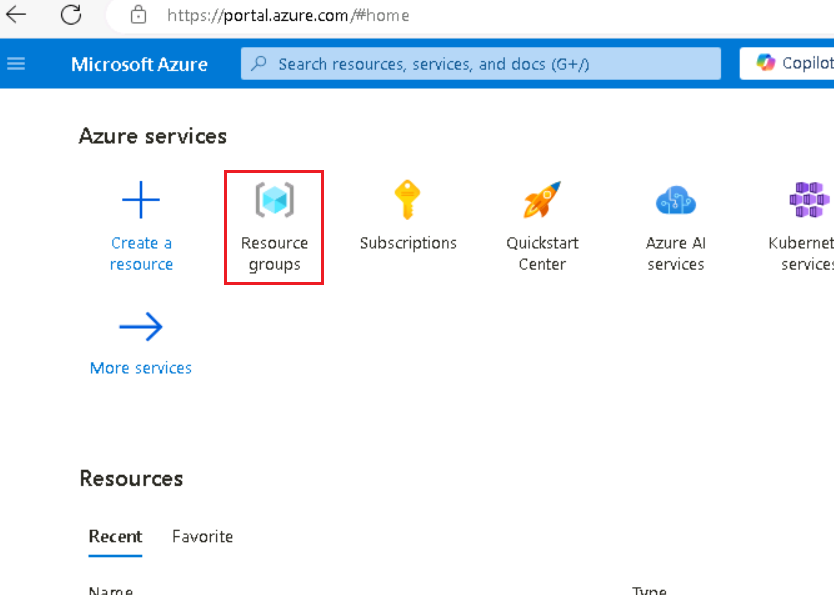 https://portal.azure.com/#home
Microsoft Azure
Search resources, services, and docs (G+/)
Copilot
Azure services
Create a
resource
Resource
groups
Subscriptions
Quickstart
Center
Azure AI
services
Kubernet
services
More services
Resources
Recent
Favorite
Name
Type